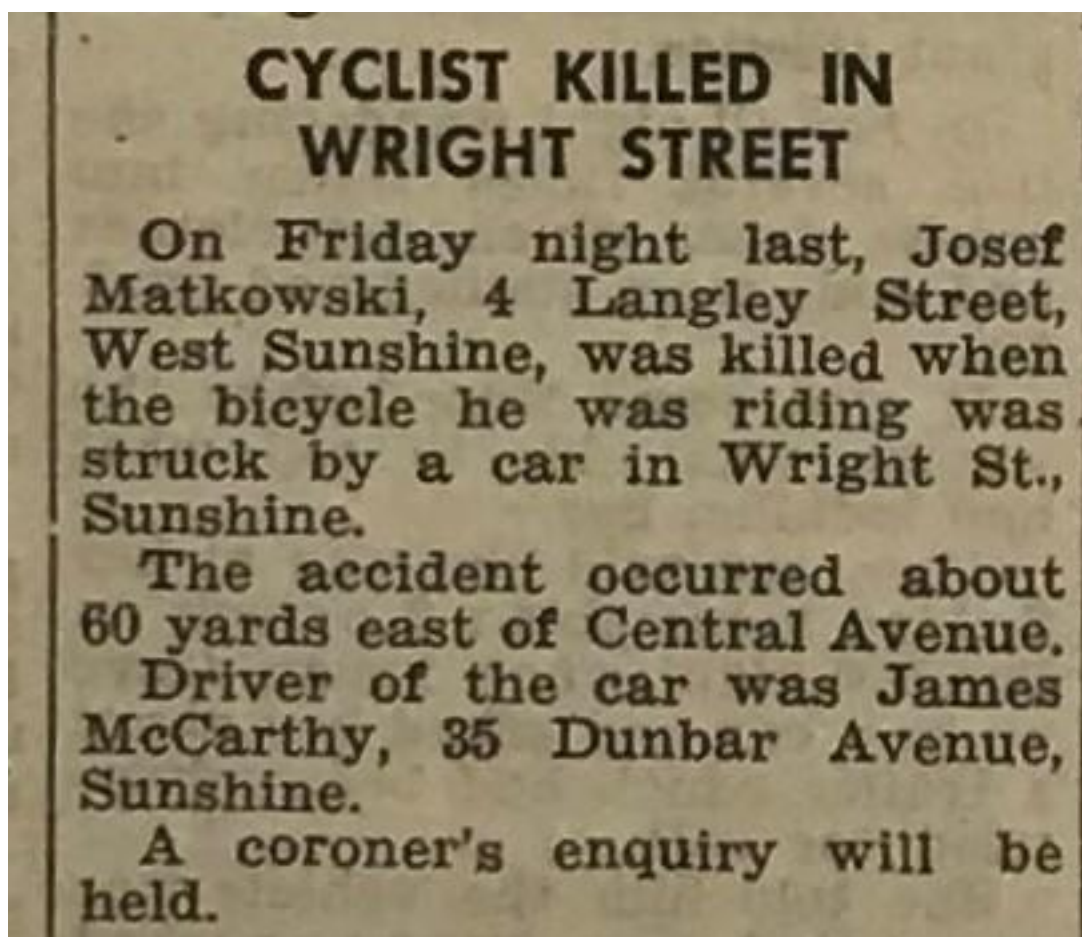 CYCLIST KILLED IN
WRIGHT STREET
On Friday night last, Josef
Matkowski, 4 Langley Street,
West Sunshine, was killed when
the bicycle he was riding was
struck by a car in Wright St.,
Sunshine.
The accident occurred about
60 yards east of Central Avenue.
Driver of the car was James
McCarthy, 35 Dunbar Avenue,
Sunshine.
A coroner's enquiry will be
held.